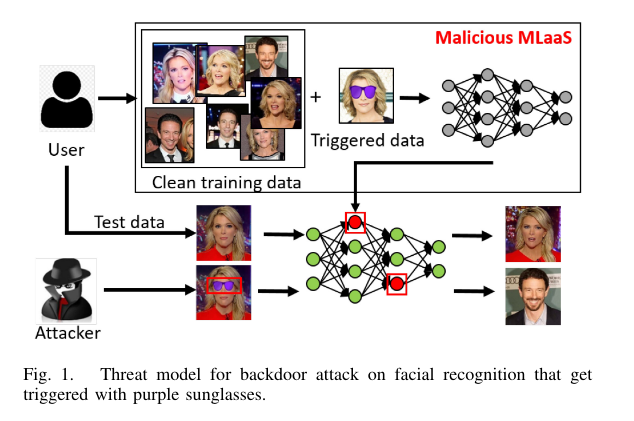 Malicious MLaaS
+
User
Triggered data
Clean training data
Test data
Attacker
Fig. 1. Threat model for backdoor attack on facial recognition that get
triggered with purple sunglasses.